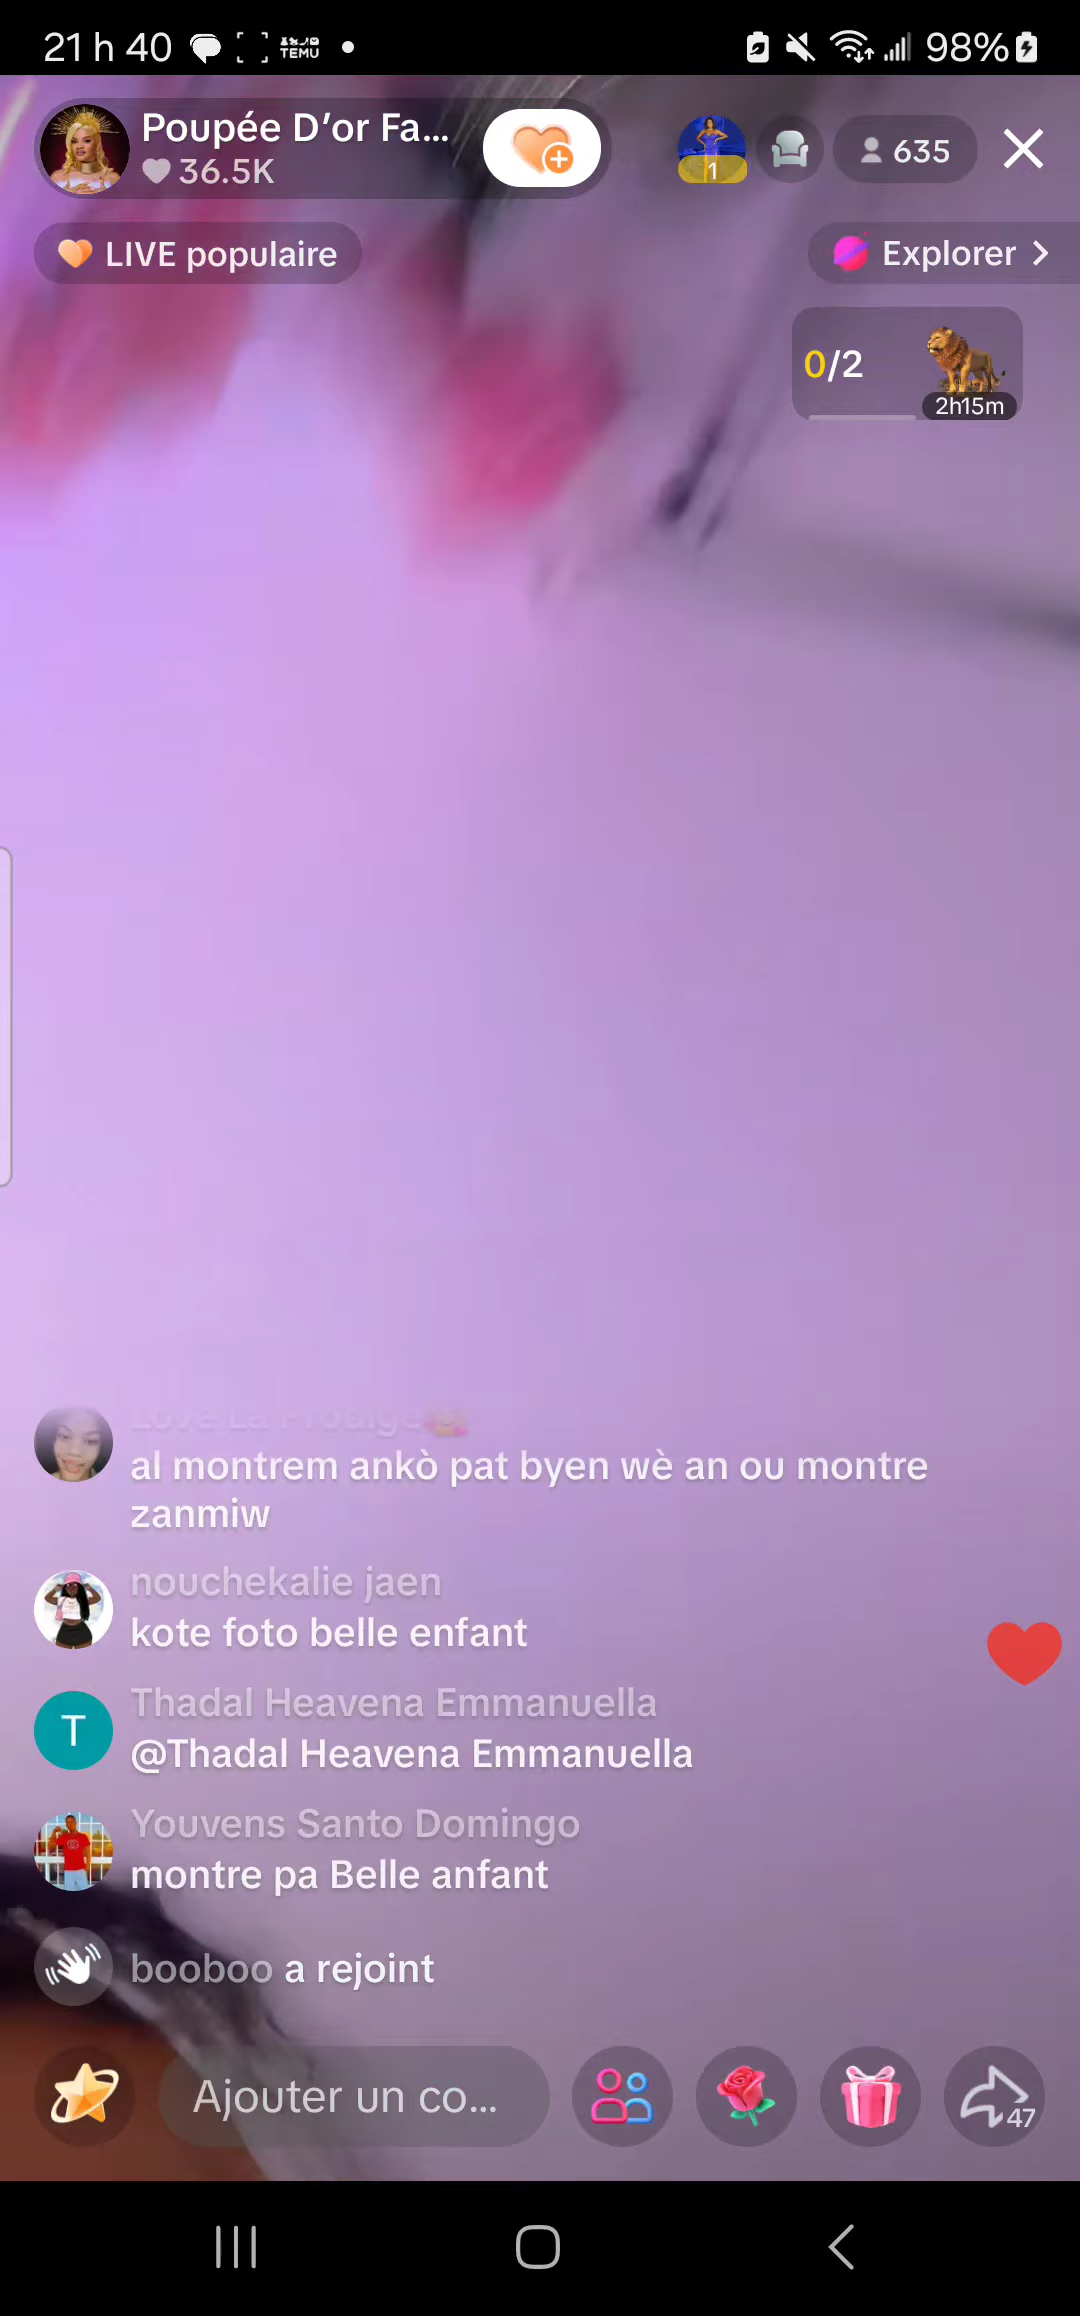 21 h 40
TEMU
98%
Poupée D’or Fa...
36.5K
1
635
LIVE populaire
Explorer
0/2
2h15m
al montrem ankò pat byen wè an ou montre
zanmiw
nouchekalie jaen
kote foto belle enfant
T
Thadal Heavena Emmanuella
@Thadal Heavena Emmanuella
Youvens Santo Domingo
montre pa Belle anfant
booboo a rejoint
Ajouter un co...
47